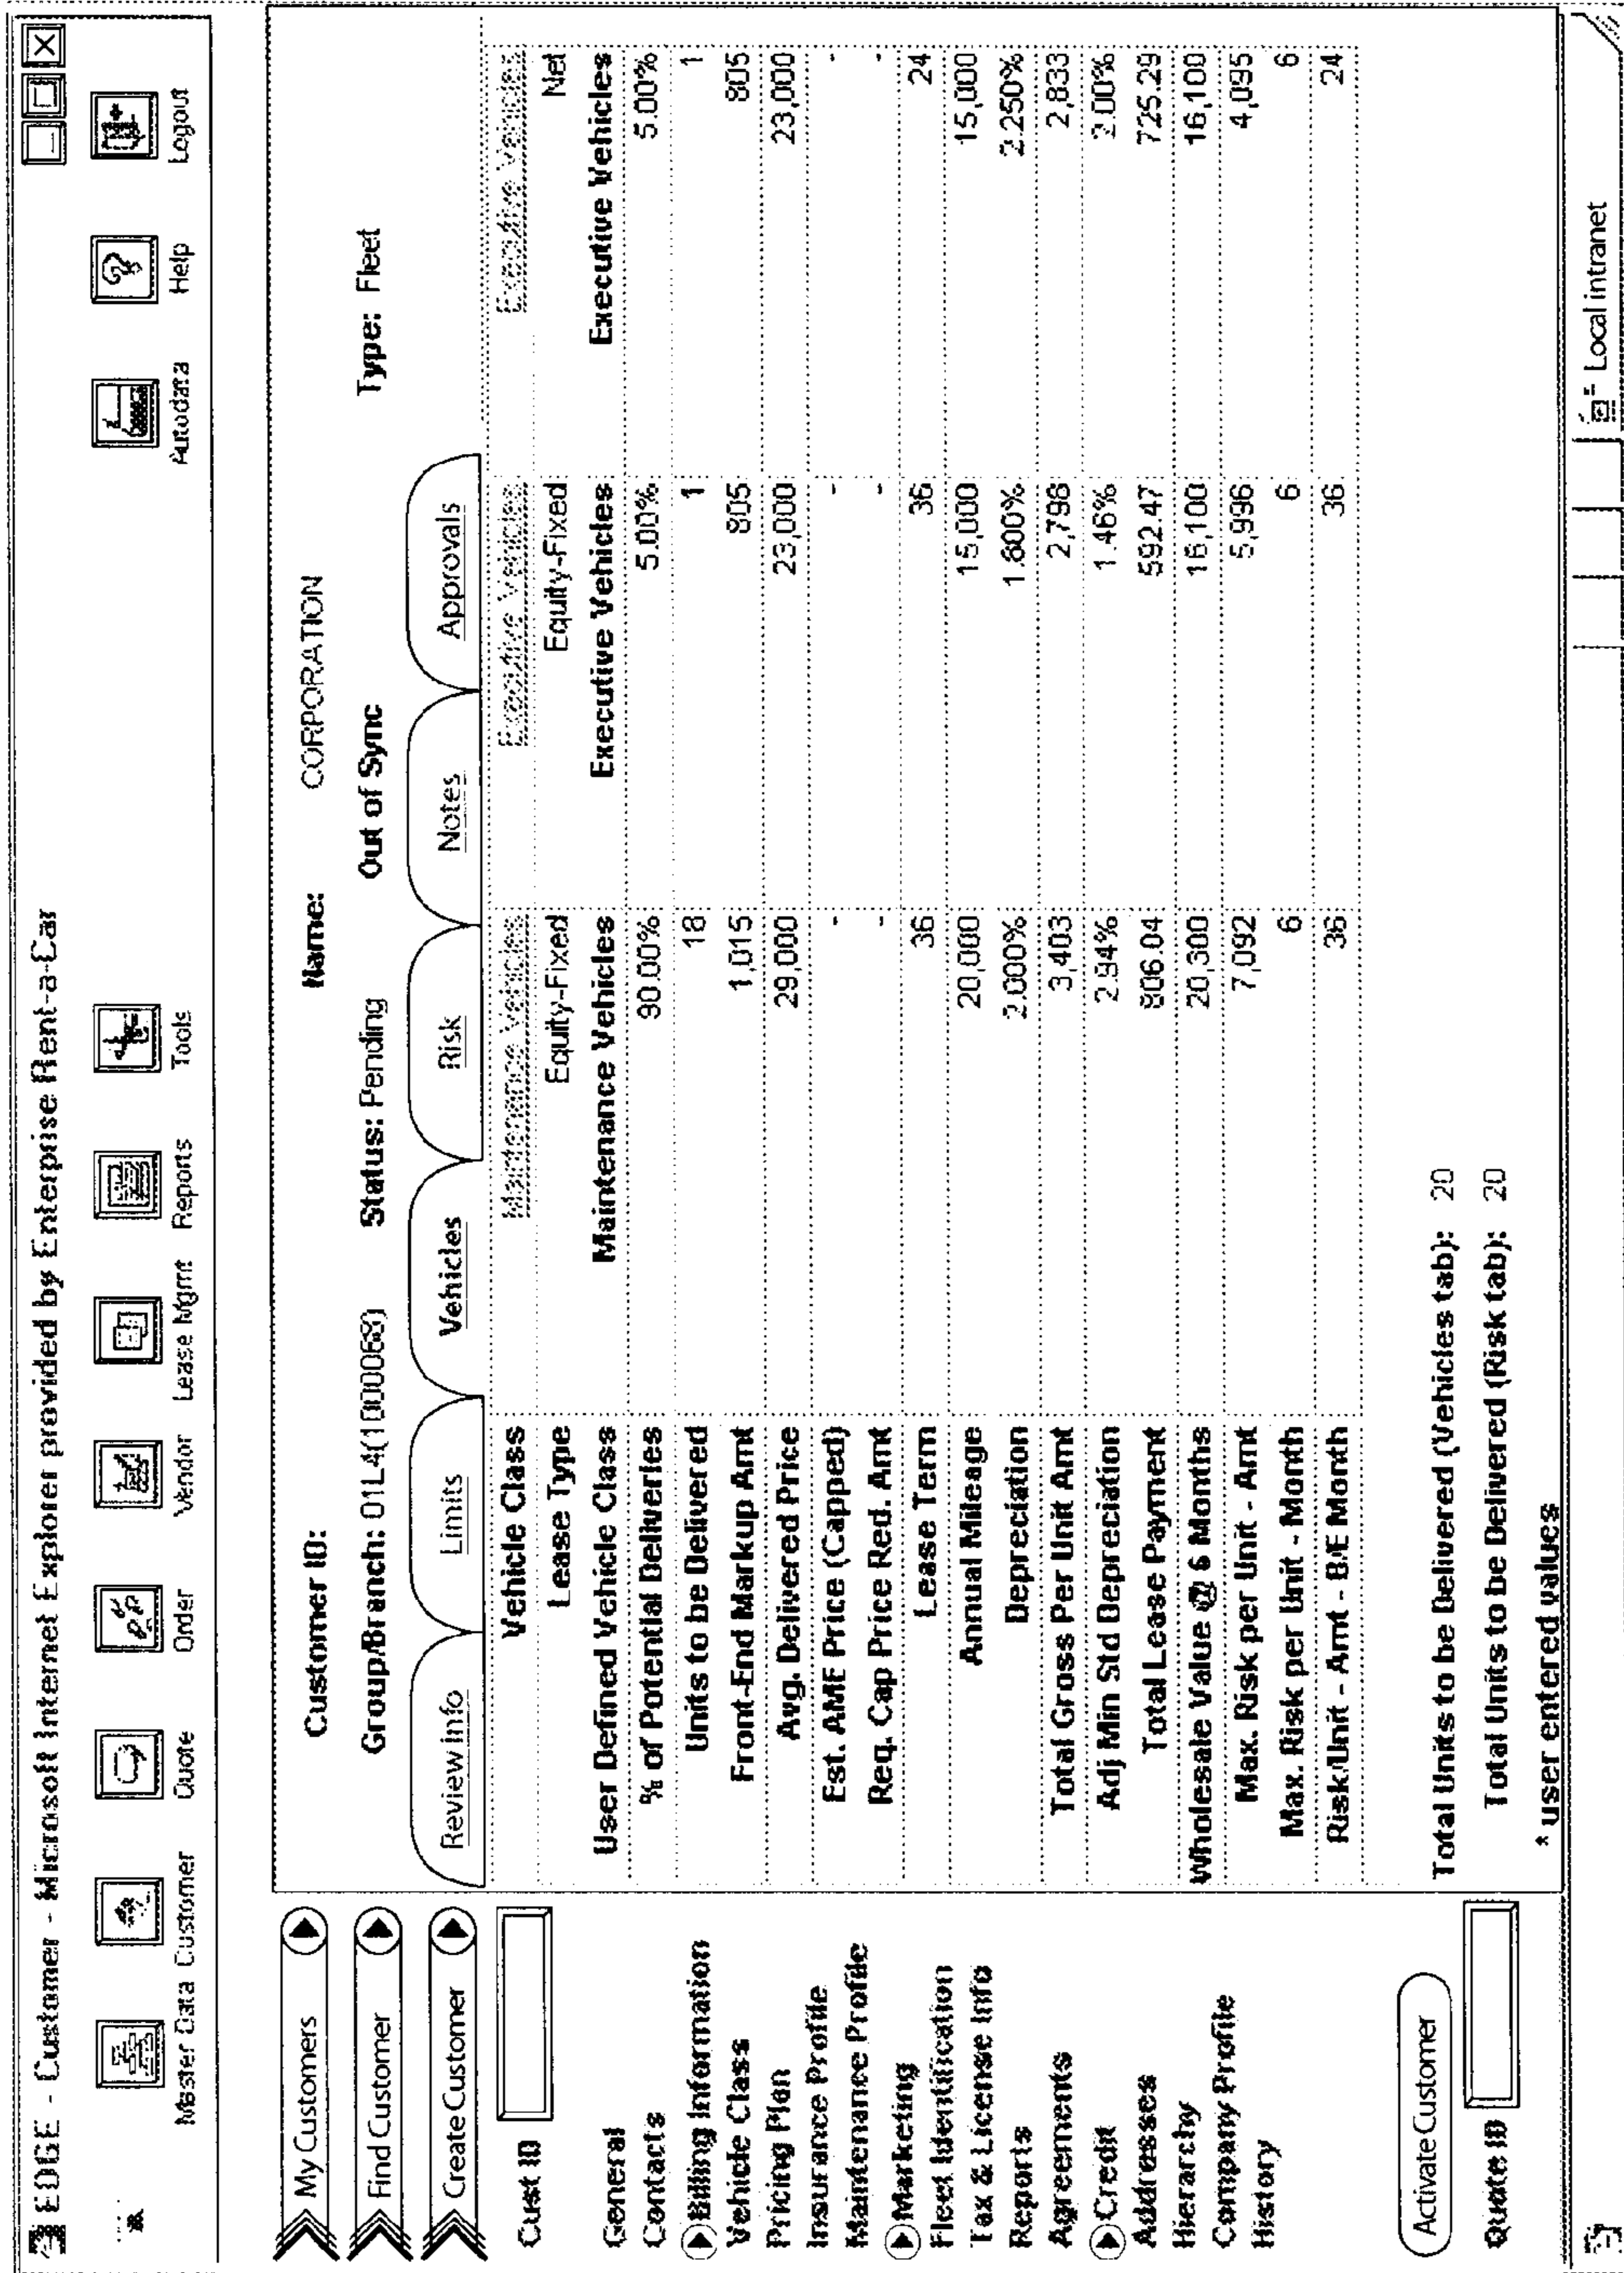 EDGE - Customer - Microsoft Internet Explorer provided by Enterprise Rent-a-Car
Master Data Customer Quote Order Vendor Lease Mgmt Reports Tools Autodata Help Logout
My Customers
Find Customer
Create Customer
Cust ID
General
Contacts
Billing Information
Vehicle Class
Pricing Plan
Insurance Profile
Maintenance Profile
Marketing
Fleet Identification
Tax & License Info
Reports
Agreements
Credit
Addresses
Hierarchy
Company Profile
History
Activate Customer
Quote ID
Customer ID: Name: CORPORATION
Group/Branch: 01L4(1000068) Status: Pending Out of Sync Type: Fleet
Review Info Limits Vehicles Risk Notes Approvals
Vehicle Class Maintenance Vehicles Executive Vehicles Executive Vehicles
Lease Type Equity-Fixed Equity-Fixed Net
User Defined Vehicle Class Maintenance Vehicles Executive Vehicles Executive Vehicles
% of Potential Deliveries 90.00% 5.00% 5.00%
Units to be Delivered 18 1 1
Front-End Markup Amt 1,015 805 805
Avg. Delivered Price 29,000 23,000 23,000
Est. AME Price (Capped) - - -
Req. Cap Price Red. Amt - - -
Lease Term 36 36 24
Annual Mileage 20,000 15,000 15,000
Depreciation 2.000% 1.600% 2.250%
Total Gross Per Unit Amt 3,403 2,798 2,833
Adj Min Std Depreciation 2.94% 1.46% 2.00%
Total Lease Payment 806.04 592.47 725.29
Wholesale Value @ 6 Months 20,300 16,100 16,100
Max. Risk per Unit - Amt 7,092 5,996 4,095
Max. Risk per Unit - Month 6 6 6
Risk/Unit - Amt - B/E Month 36 36 24
Total Units to be Delivered (Vehicles tab): 20
Total Units to be Delivered (Risk tab): 20
* user entered values
Local intranet